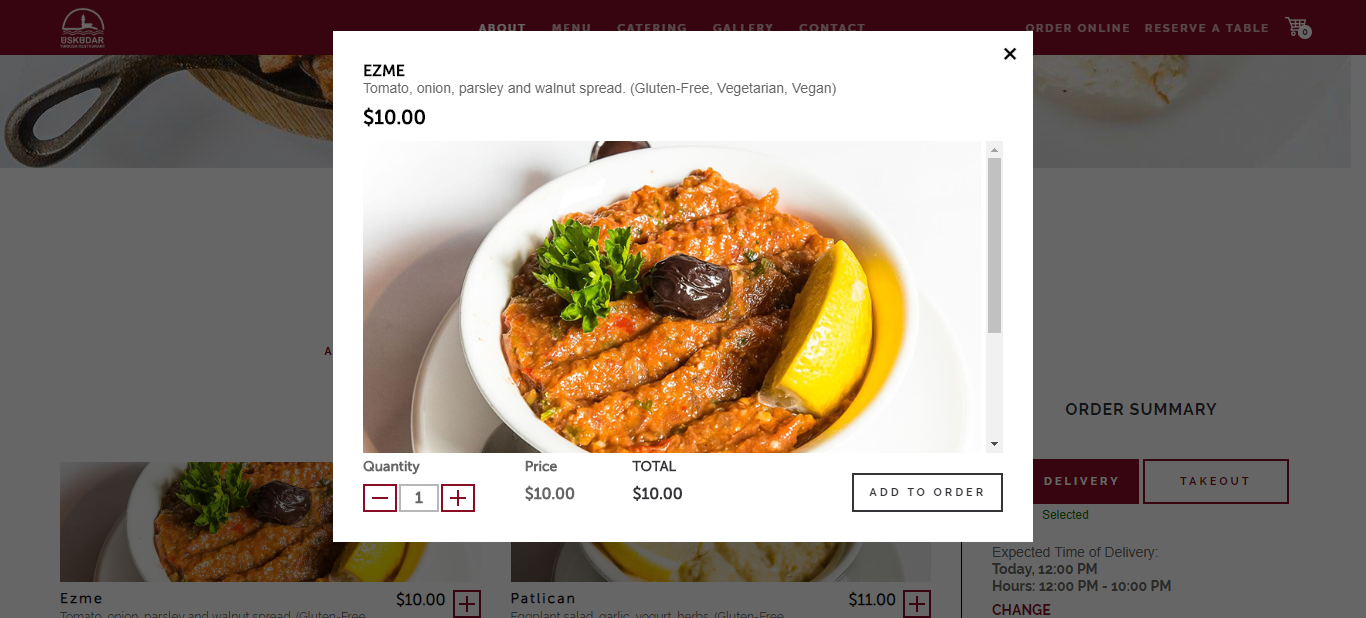 ÜSKÜDAR
TURKISH RESTAURANT
ABOUT MENU CATERING GALLERY CONTACT ORDER ONLINE RESERVE A TABLE 0
EZME
Tomato, onion, parsley and walnut spread. (Gluten-Free, Vegetarian, Vegan)
$10.00
A
ORDER SUMMARY
Quantity Price TOTAL
1 $10.00 $10.00
ADD TO ORDER
DELIVERY TAKEOUT
Selected
Expected Time of Delivery:
Today, 12:00 PM
Hours: 12:00 PM - 10:00 PM
CHANGE
Ezme $10.00
Tomato, onion, parsley and walnut spread. (Gluten-Free,
Patlican $11.00
Eggplant salad, garlic, yogurt, herbs. (Gluten-Free,